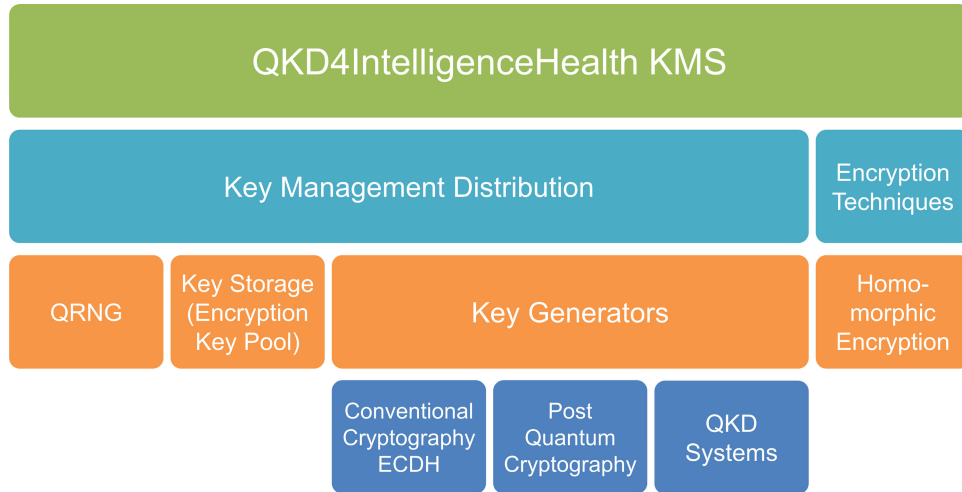 QKD4IntelligenceHealth KMS
Key Management Distribution
Encryption
Techniques
QRNG
Key Storage
(Encryption
Key Pool)
Key Generators
Homo-
morphic
Encryption
Conventional
Cryptography
ECDH
Post
Quantum
Cryptography
QKD
Systems